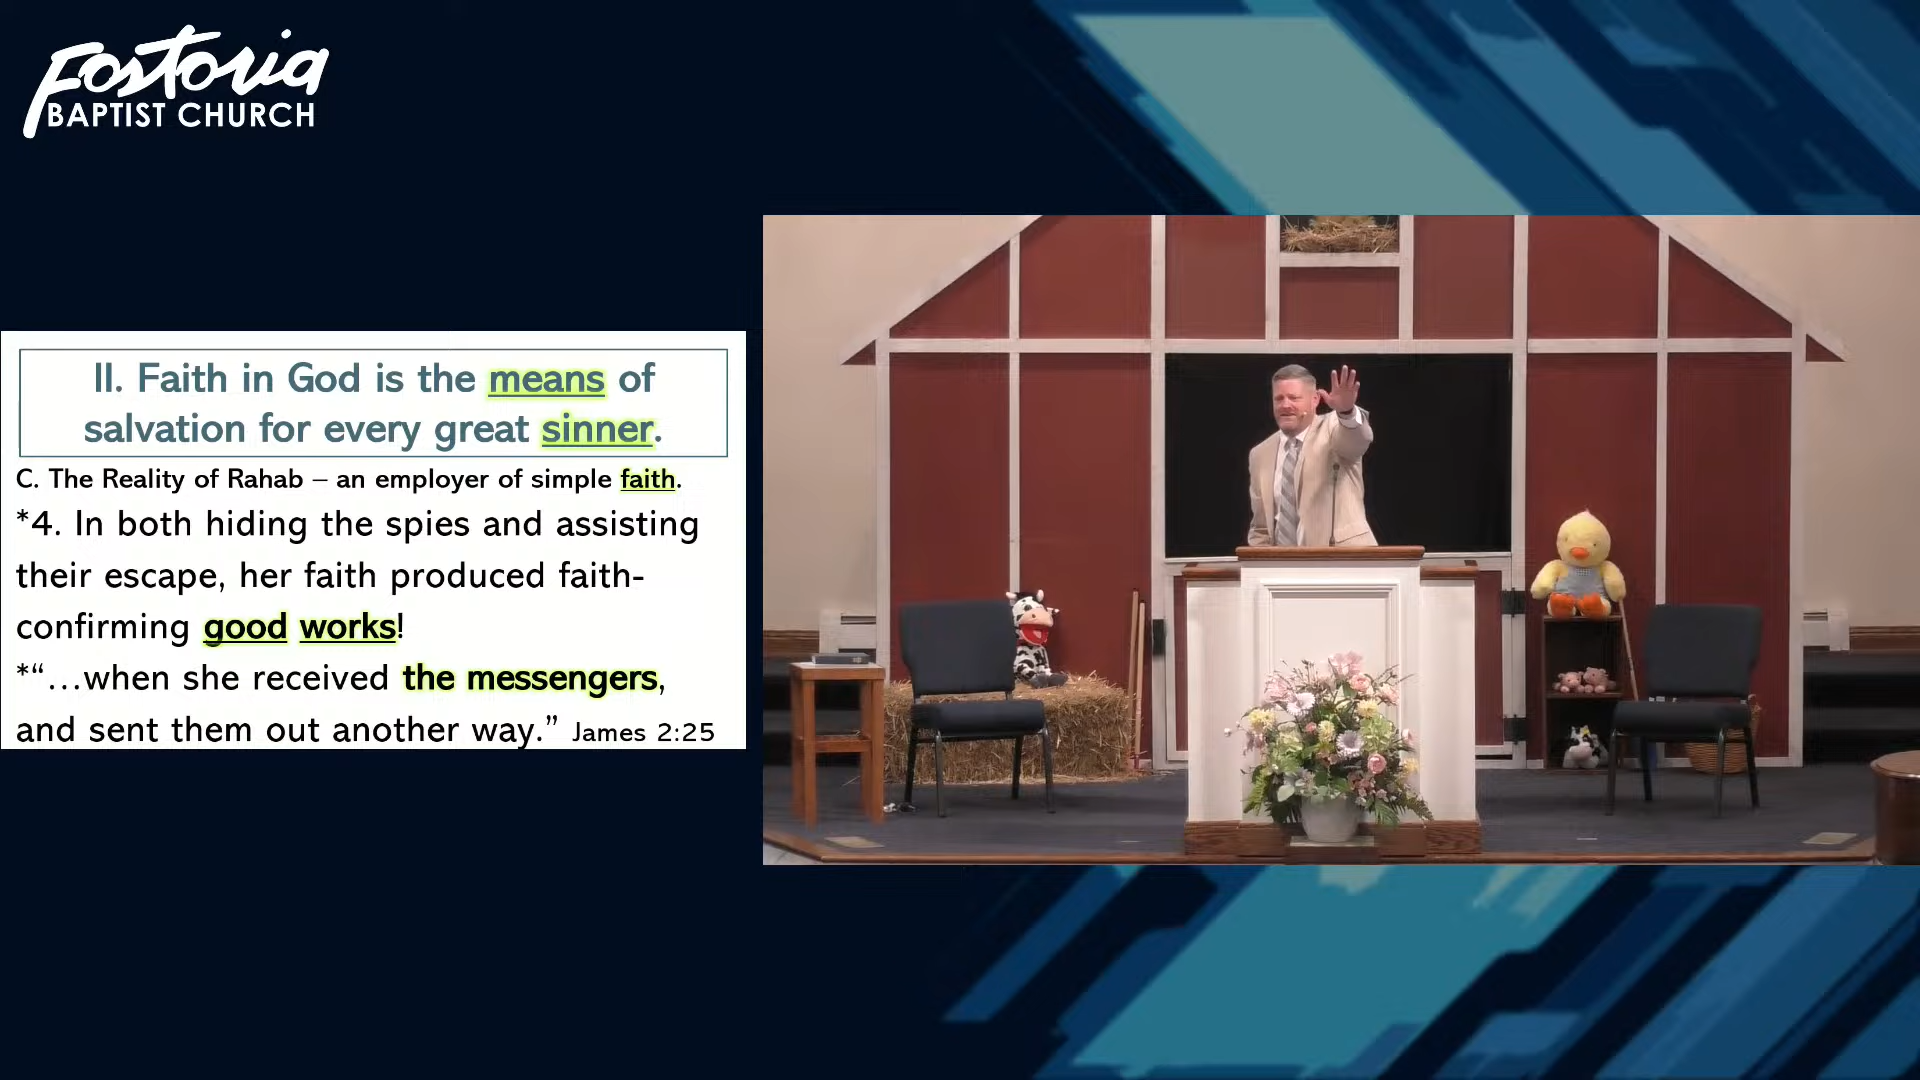 Fostoria
BAPTIST CHURCH
II. Faith in God is the means of
salvation for every great sinner.
C. The Reality of Rahab – an employer of simple faith.
*4. In both hiding the spies and assisting
their escape, her faith produced faith-
confirming good works!
*“…when she received the messengers,
and sent them out another way.” James 2:25